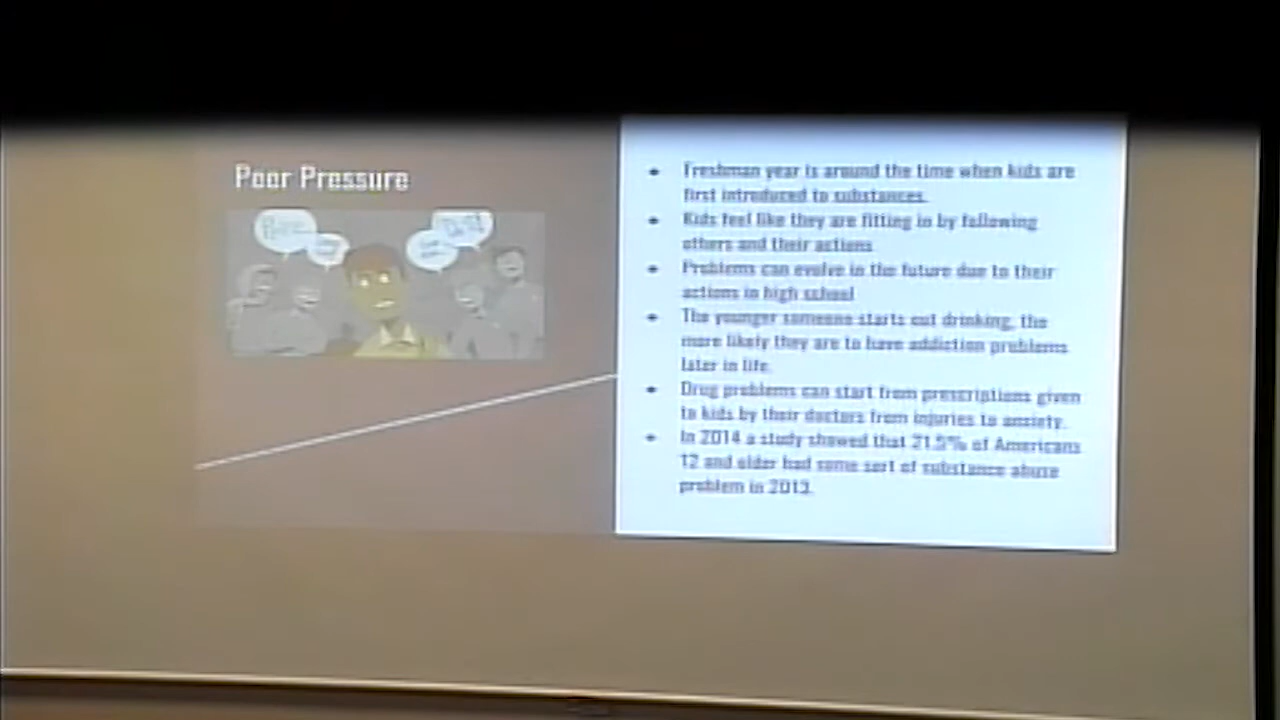 Peer Pressure
Freshman year is around the time when kids are
first introduced to substances.
Kids feel like they are fitting in by following
others and their actions
Problems can evolve in the future due to their
actions in high school
The younger someone starts out drinking, the
more likely they are to have addiction problems
later in life.
Drug problems can start from prescriptions given
to kids by their doctors from injuries to anxiety.
In 2014 a study showed that 21.5% of Americans
12 and older had some sort of substance abuse
problem in 2013.